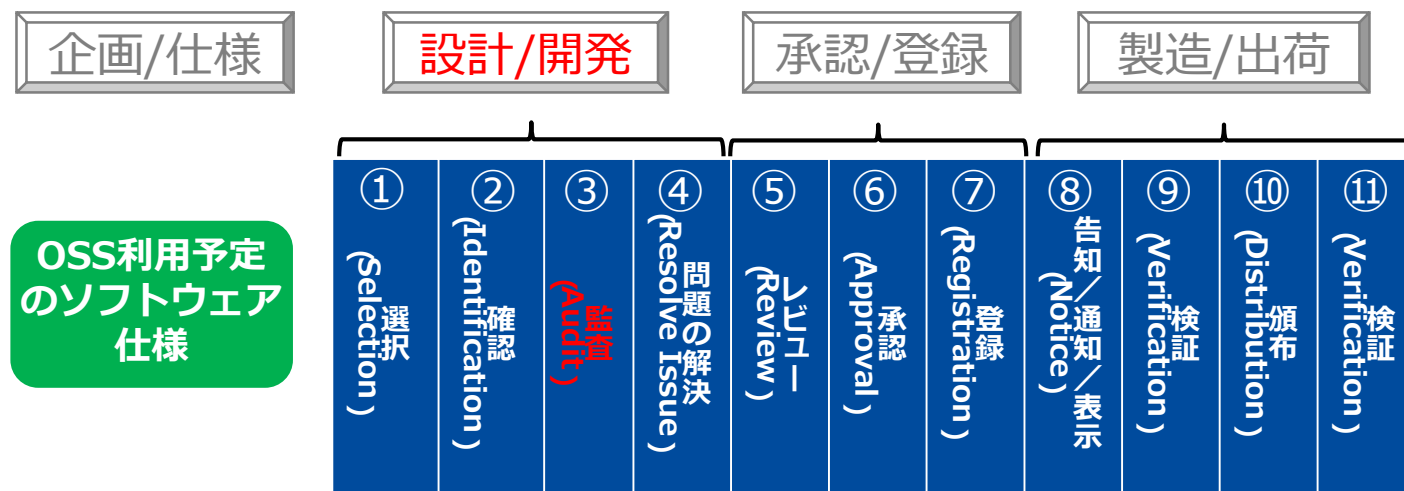 企画/仕様
設計/開発
承認/登録
製造/出荷
OSS利用予定
のソフトウェア
仕様
①
選択
(Selection)
②
確認
(Identification)
③
監査
(Audit)
④
問題の解決
(Resolve Issue)
⑤
レビュー
(Review)
⑥
承認
(Approval)
⑦
登録
(Registration)
⑧
告知/通知/表示
(Notice)
⑨
検証
(Verification)
⑩
頒布
(Distribution)
⑪
検証
(Verification)